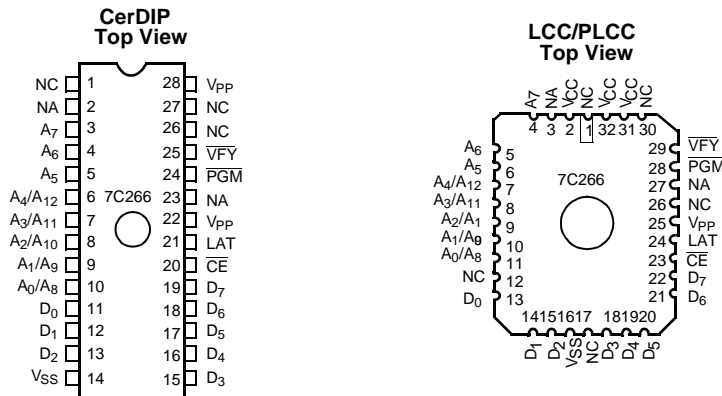 CerDIP
Top View
NC 1 28 VPP
NA 2 27 NC
A7 3 26 NC
A6 4 25 VFY
A5 5 24 PGM
A4/A12 6 7C266 23 NA
A3/A11 7 22 VPP
A2/A10 8 21 LAT
A1/A9 9 20 CE
A0/A8 10 19 D7
D0 11 18 D6
D1 12 17 D5
D2 13 16 D4
VSS 14 15 D3
LCC/PLCC
Top View
A7 NA VCC NC VCC VCC NC
4 3 2 1 32 31 30
A6 5 29 VFY
A5 6 28 PGM
A4/A12 7 7C266 27 NA
A3/A11 8 26 NC
A2/A1 9 25 VPP
A1/A9 10 24 LAT
A0/A8 11 23 CE
NC 12 22 D7
D0 13 21 D6
14 15 16 17 18 19 20
D1 D2 VSS NC D3 D4 D5